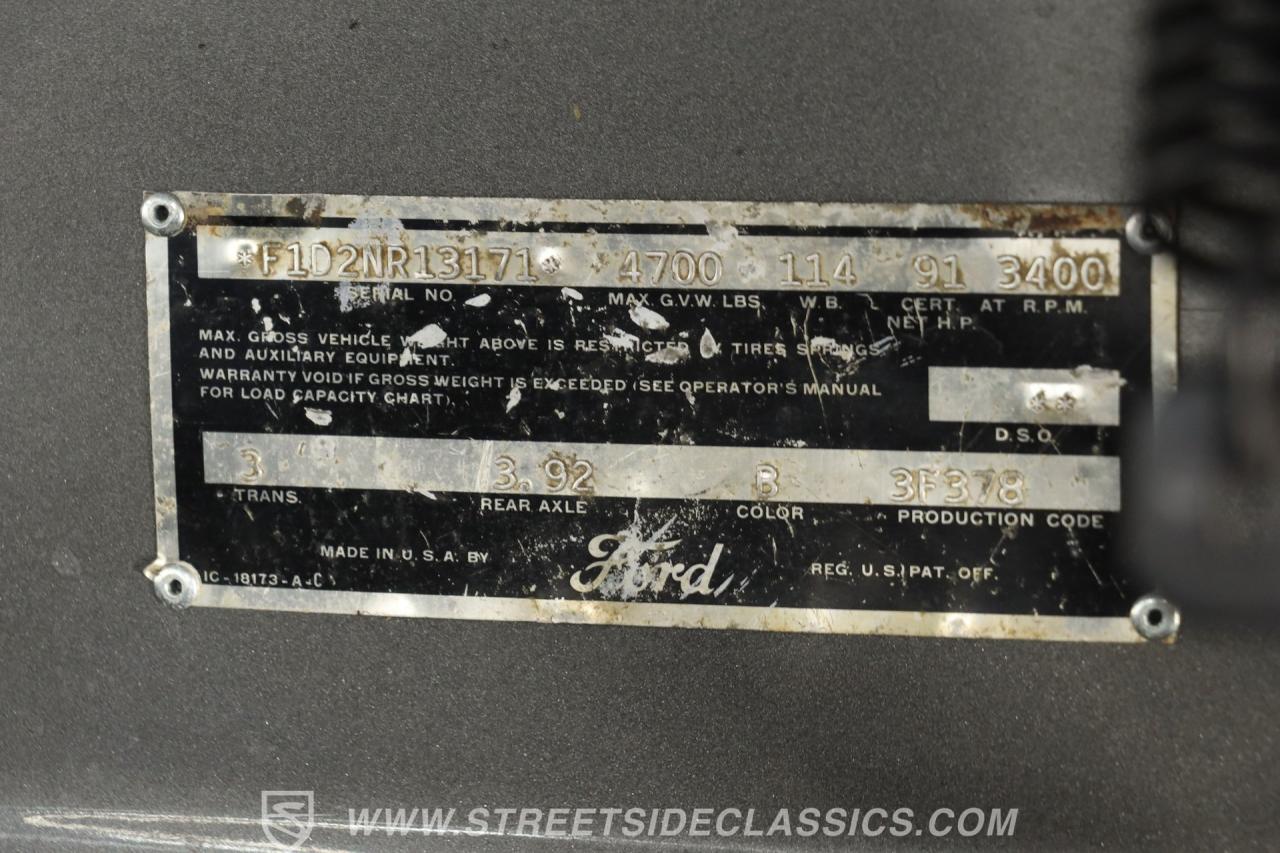 *F1D2NR13171* 4700 114 91 3400
SERIAL NO. MAX. G.V.W. LBS. W.B. CERT. AT R.P.M.
NET H.P.
MAX. GROSS VEHICLE WEIGHT ABOVE IS RESTRICTED BY TIRES SPRINGS
AND AUXILIARY EQUIPMENT.
WARRANTY VOID IF GROSS WEIGHT IS EXCEEDED (SEE OPERATOR'S MANUAL
FOR LOAD CAPACITY CHART).
**
D.S.O.
3 3.92 B 3F378
TRANS. REAR AXLE COLOR PRODUCTION CODE
MADE IN U.S.A. BY Ford REG. U.S. PAT. OFF.
IC-18173-A-C
WWW.STREETSIDECLASSICS.COM